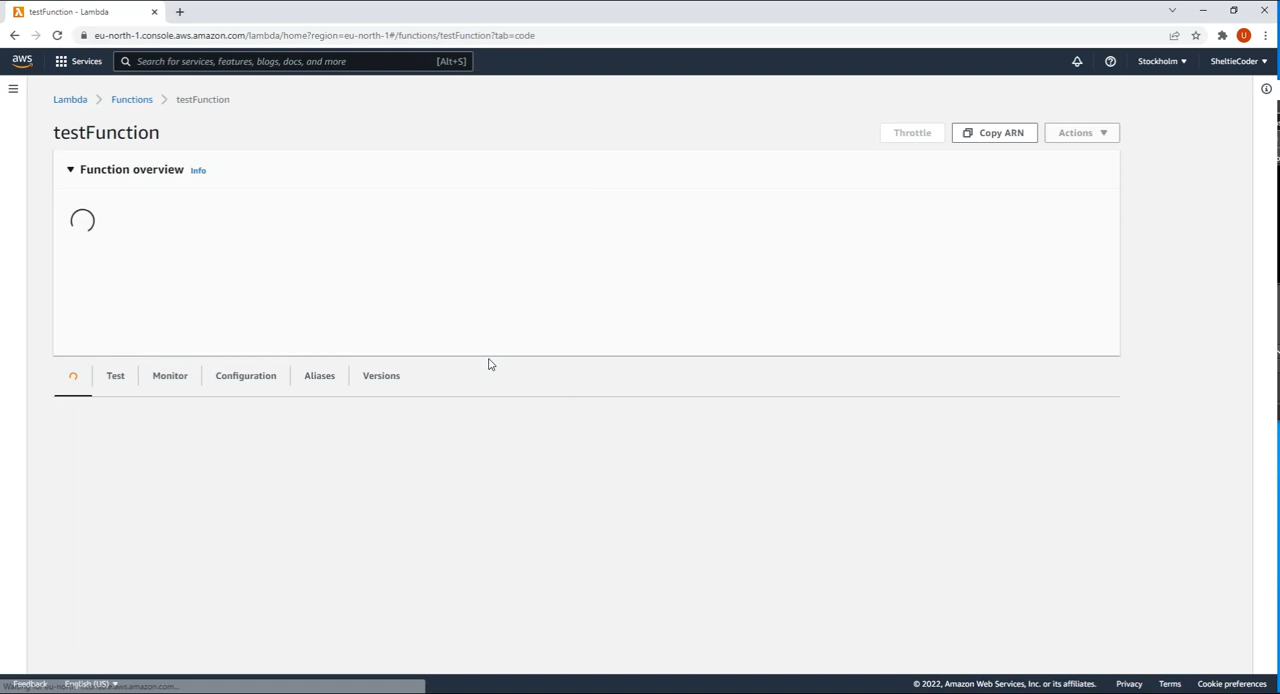 testFunction - Lambda
eu-north-1.console.aws.amazon.com/lambda/home?region=eu-north-1#/functions/testFunction?tab=code
U
aws
Services
Search for services, features, blogs, docs, and more
[Alt+S]
Stockholm
SheltieCoder
Lambda
Functions
testFunction
testFunction
Throttle
Copy ARN
Actions
Function overview
Info
Test
Monitor
Configuration
Aliases
Versions
Feedback
English (US)
© 2022, Amazon Web Services, Inc. or its affiliates.
Privacy
Terms
Cookie preferences